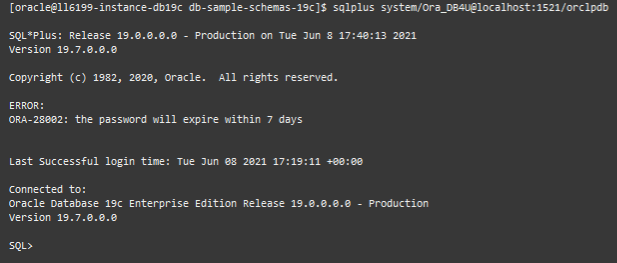 [oracle@ll6199-instance-db19c db-sample-schemas-19c]$ sqlplus system/Ora_DB4U@localhost:1521/orclpdb
SQL*Plus: Release 19.0.0.0.0 - Production on Tue Jun 8 17:40:13 2021
Version 19.7.0.0.0
Copyright (c) 1982, 2020, Oracle.  All rights reserved.
ERROR:
ORA-28002: the password will expire within 7 days
Last Successful login time: Tue Jun 08 2021 17:19:11 +00:00
Connected to:
Oracle Database 19c Enterprise Edition Release 19.0.0.0.0 - Production
Version 19.7.0.0.0
SQL>